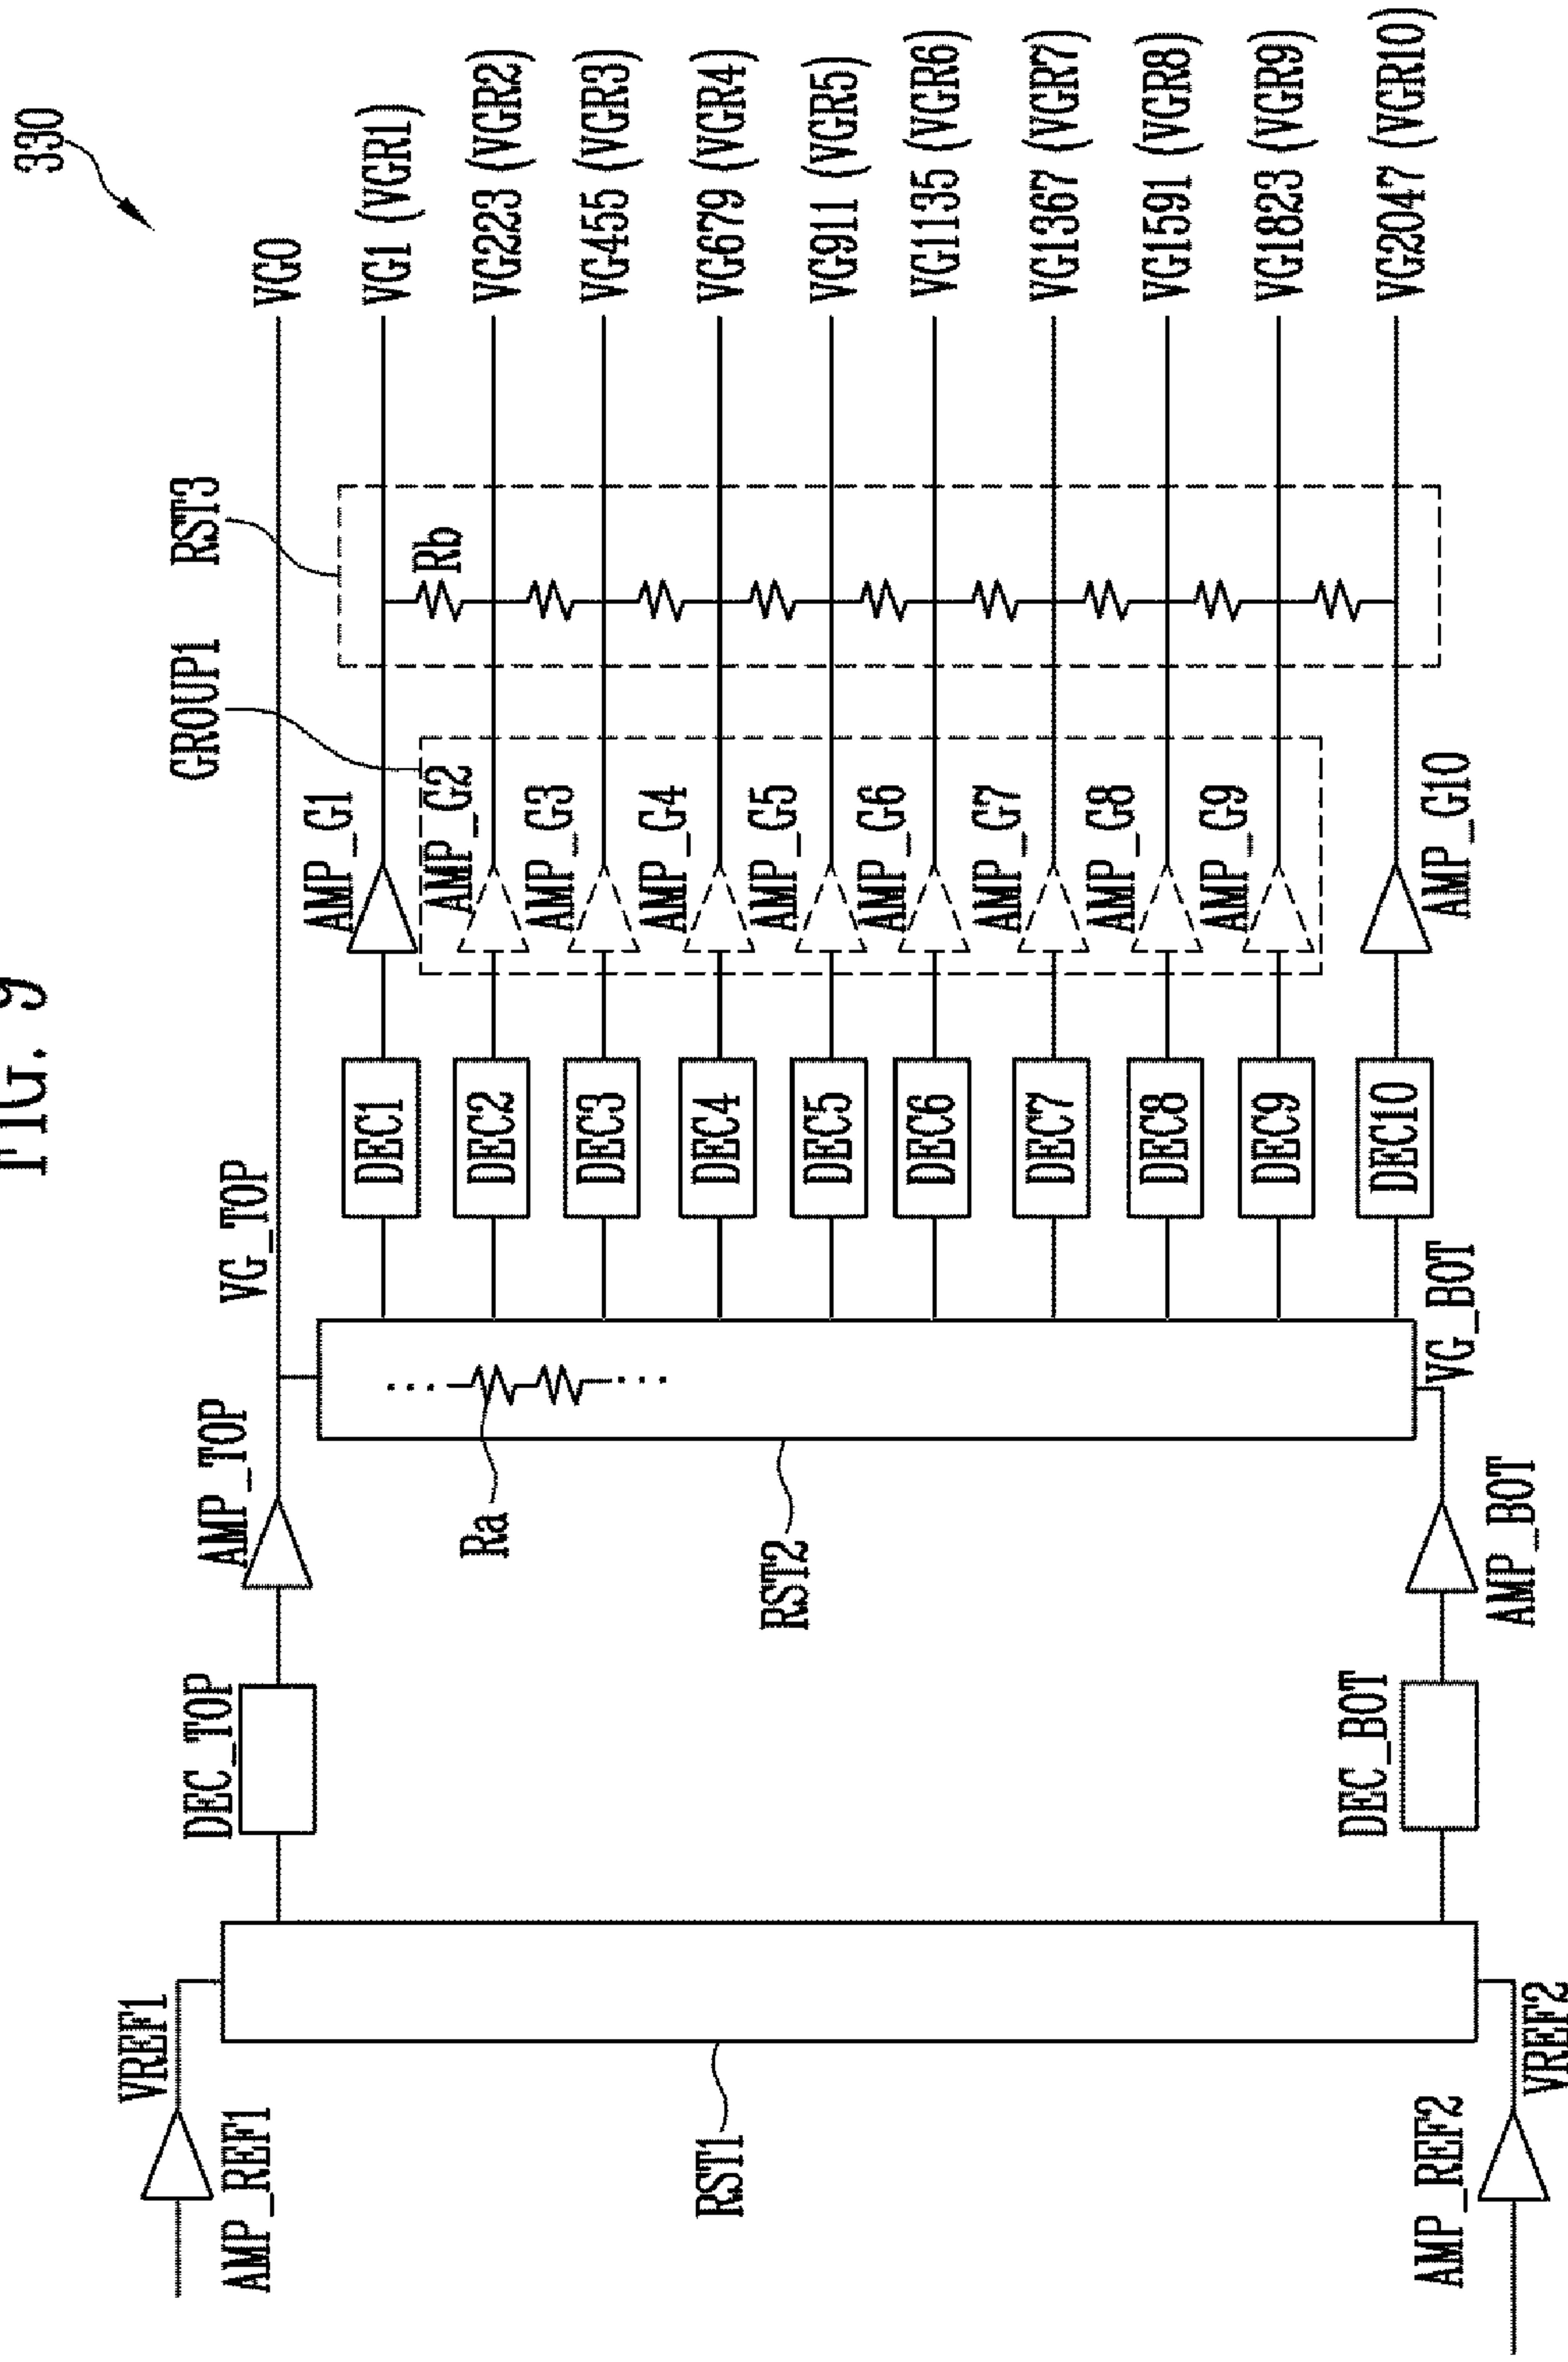 FIG. 9
330
VREF1
AMP_REF1
RST1
AMP_REF2
VREF2
DEC_TOP
DEC_BOT
AMP_TOP
VG_TOP
Ra
RST2
AMP_BOT
VG_BOT
DEC1
DEC2
DEC3
DEC4
DEC5
DEC6
DEC7
DEC8
DEC9
DEC10
GROUP1
AMP_G1
AMP_G2
AMP_G3
AMP_G4
AMP_G5
AMP_G6
AMP_G7
AMP_G8
AMP_G9
AMP_G10
RST3
Rb
VG0
VG1 (VGR1)
VG223 (VGR2)
VG455 (VGR3)
VG679 (VGR4)
VG911 (VGR5)
VG1135 (VGR6)
VG1367 (VGR7)
VG1591 (VGR8)
VG1823 (VGR9)
VG2047 (VGR10)